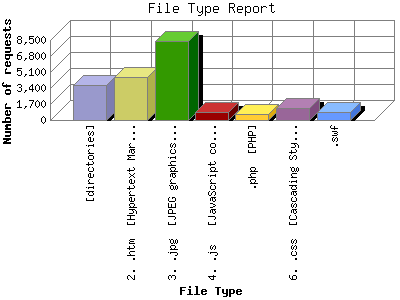 File Type Report
Number of requests
8,500
6,800
5,100
3,400
1,700
0
[directories]
2. .htm [Hypertext Mar...
3. .jpg [JPEG graphics...
4. .js [JavaScript co...
.php [PHP]
6. .css [Cascading Sty...
.swf
File Type